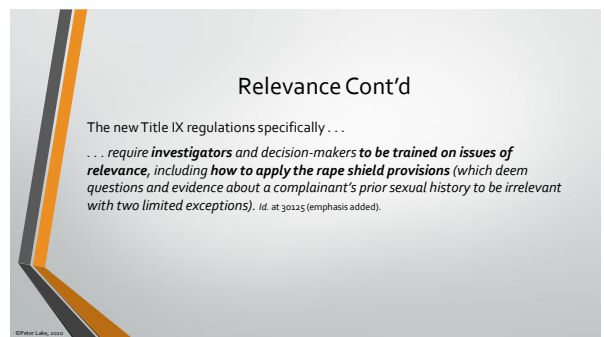 Relevance Cont'd
The new Title IX regulations specifically . . .
. . . require investigators and decision-makers to be trained on issues of
relevance, including how to apply the rape shield provisions (which deem
questions and evidence about a complainant's prior sexual history to be irrelevant
with two limited exceptions). Id. at 30125 (emphasis added).
©Peter Lake, 2020